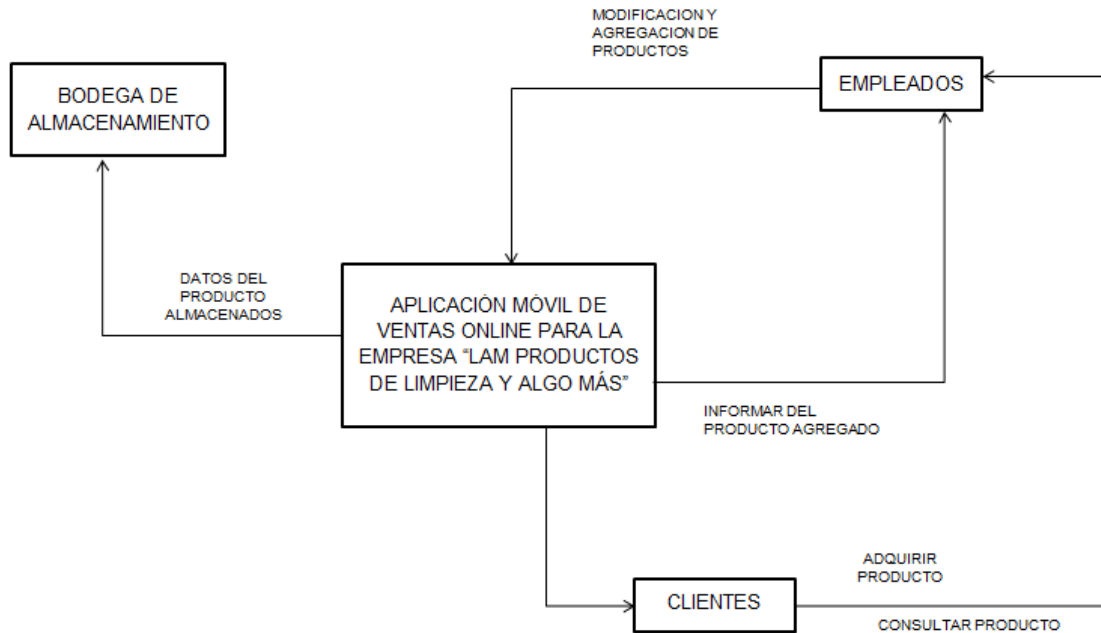 MODIFICACION Y
AGREGACION DE
PRODUCTOS
BODEGA DE
ALMACENAMIENTO
EMPLEADOS
DATOS DEL
PRODUCTO
ALMACENADOS
APLICACIÓN MÓVIL DE
VENTAS ONLINE PARA LA
EMPRESA “LAM PRODUCTOS
DE LIMPIEZA Y ALGO MÁS”
INFORMAR DEL
PRODUCTO AGREGADO
ADQUIRIR
PRODUCTO
CLIENTES
CONSULTAR PRODUCTO